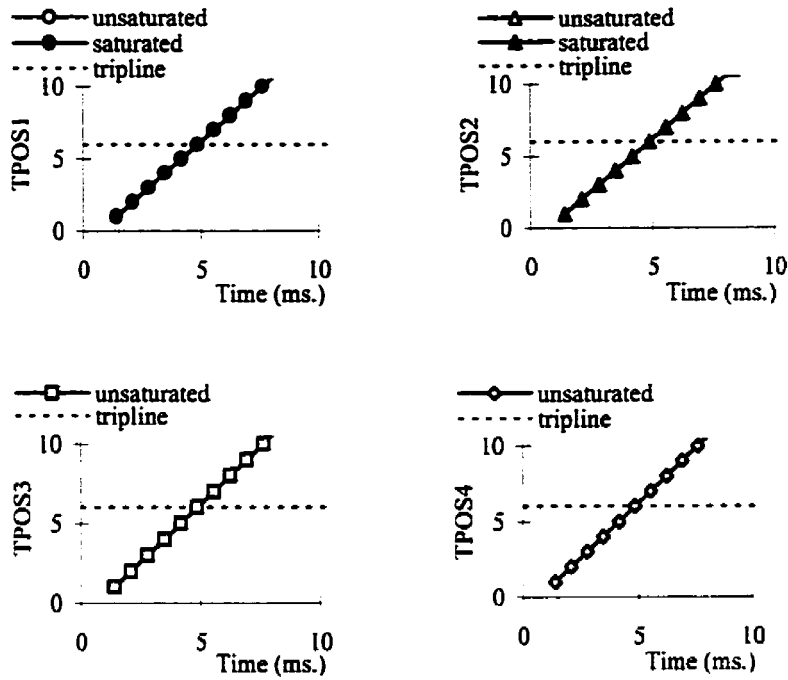 unsaturated
saturated
tripline
TPOS1
10
5
0
0 5 10
Time (ms.)
unsaturated
saturated
tripline
TPOS2
10
5
0
0 5 10
Time (ms.)
unsaturated
tripline
TPOS3
10
5
0
0 5 10
Time (ms.)
unsaturated
tripline
TPOS4
10
5
0
0 5 10
Time (ms.)